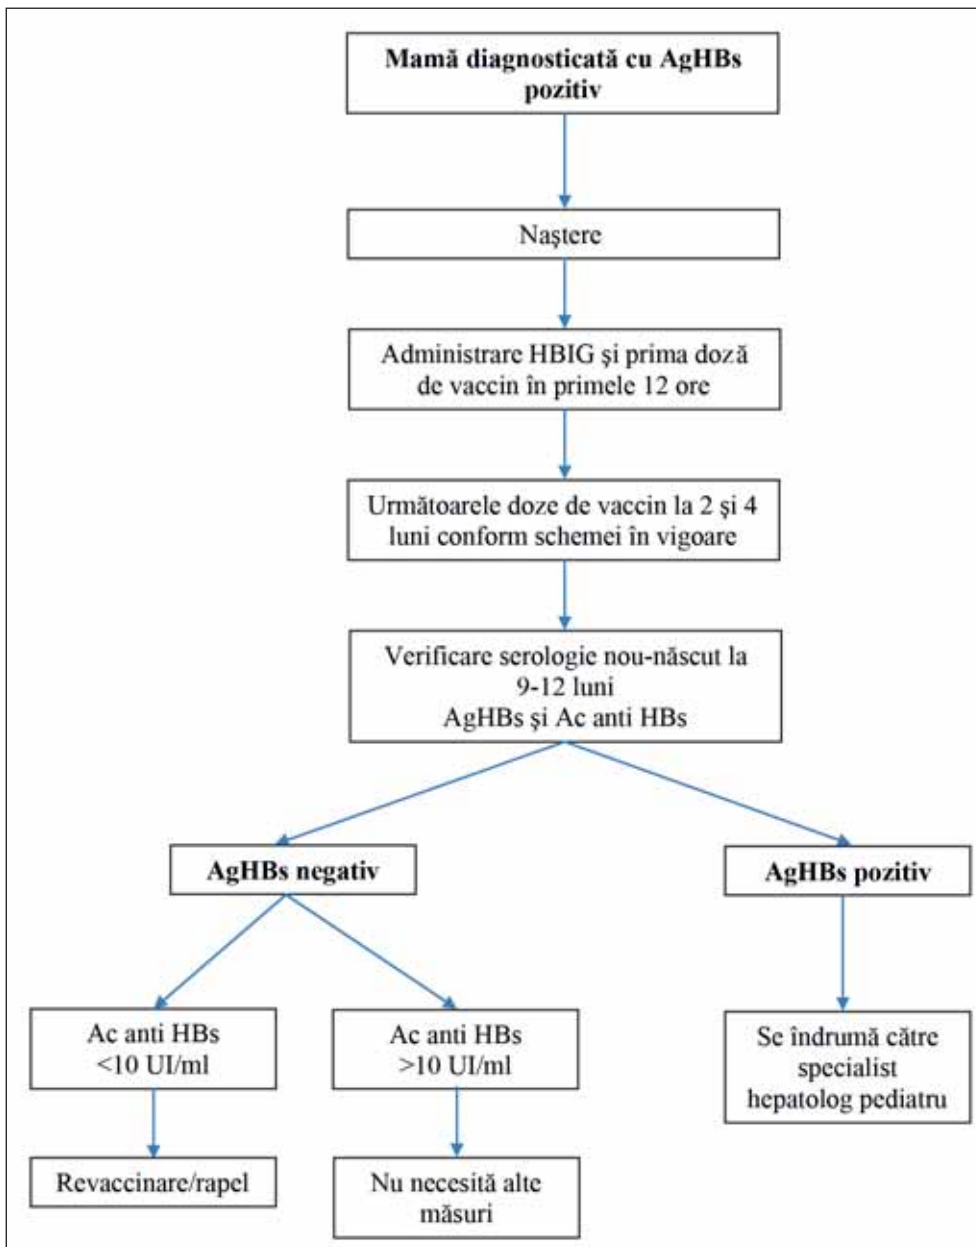 Mamă diagnosticată cu AgHBs
pozitiv
Naştere
Administrare HBIG şi prima doză
de vaccin în primele 12 ore
Următoarele doze de vaccin la 2 şi 4
luni conform schemei în vigoare
Verificare serologie nou-născut la
9-12 luni
AgHBs şi Ac anti HBs
AgHBs negativ
AgHBs pozitiv
Ac anti HBs
<10 UI/ml
Ac anti HBs
>10 UI/ml
Se îndrumă către
specialist
hepatolog pediatru
Revaccinare/rapel
Nu necesită alte
măsuri